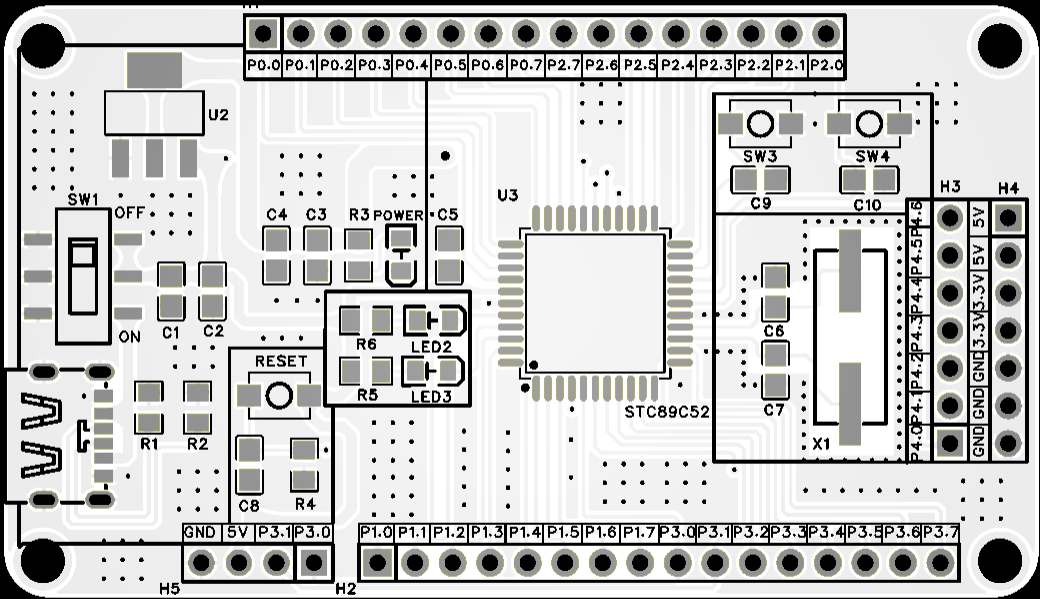 P0.0 P0.1 P0.2 P0.3 P0.4 P0.5 P0.6 P0.7 P2.7 P2.6 P2.5 P2.4 P2.3 P2.2 P2.1 P2.0
U2
SW3 SW4
C9 C10
SW1
OFF
ON
U3
H3 H4
C4 C3 R3 POWER C5
P4.6
P4.5
P4.4
P4.3
P4.2
P4.1
P4.0
5V
5V
3.3V
3.3V
GND
GND
GND
C1 C2
C6
R6 LED2
RESET
R5 LED3
C7
STC89C52
X1
R1 R2
C8 R4
GND 5V P3.1 P3.0
P1.0 P1.1 P1.2 P1.3 P1.4 P1.5 P1.6 P1.7 P3.0 P3.1 P3.2 P3.3 P3.4 P3.5 P3.6 P3.7
H5 H2